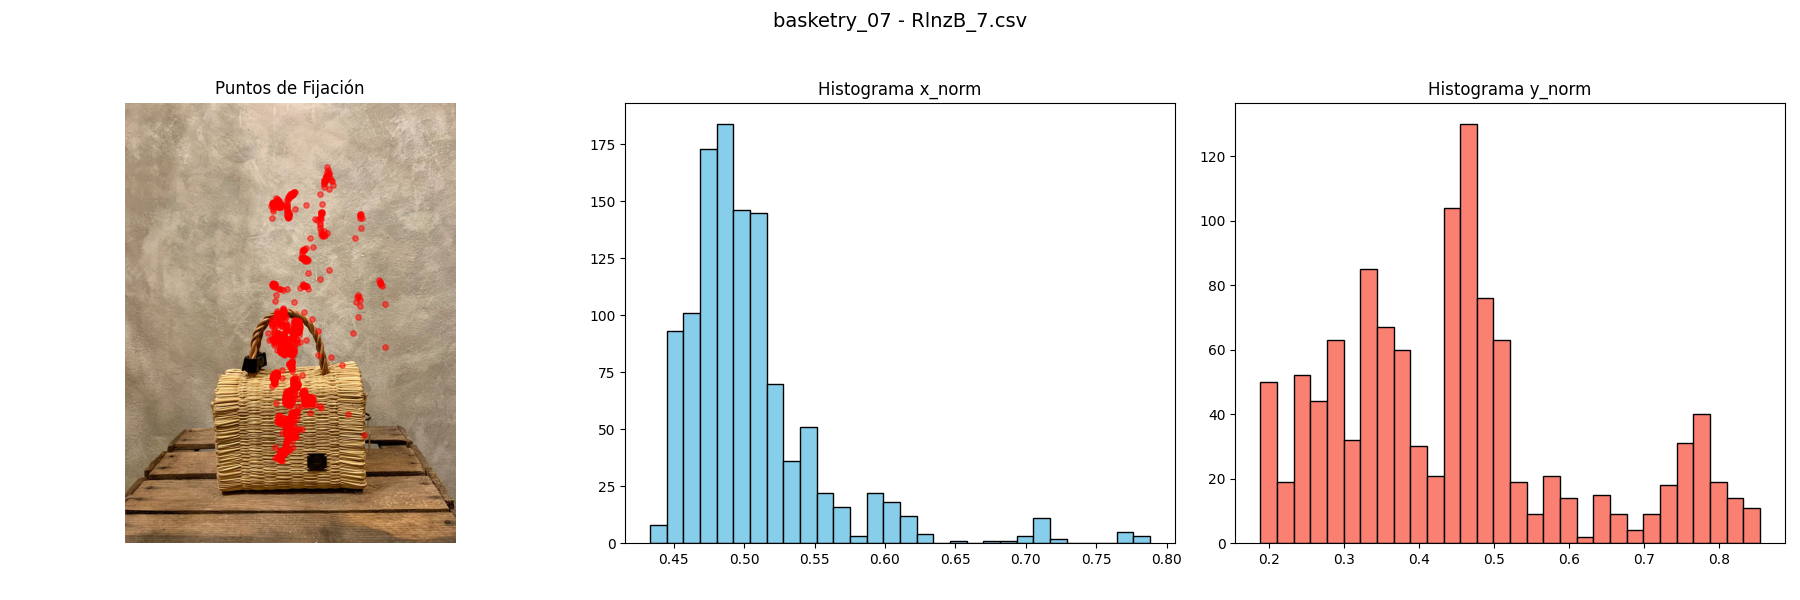 basketry_07 - RlnzB_7.csv
Puntos de Fijación
Histograma x_norm
175
150
125
100
75
50
25
0
0.45 0.50 0.55 0.60 0.65 0.70 0.75 0.80
Histograma y_norm
120
100
80
60
40
20
0
0.2 0.3 0.4 0.5 0.6 0.7 0.8